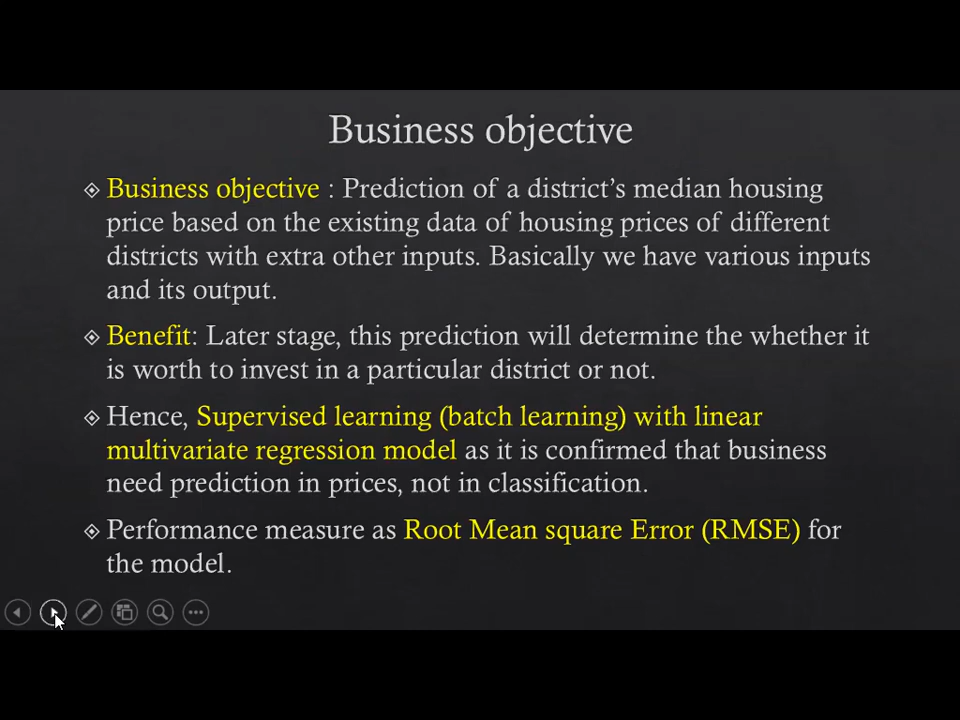 Business objective
Business objective : Prediction of a district's median housing
price based on the existing data of housing prices of different
districts with extra other inputs. Basically we have various inputs
and its output.
Benefit: Later stage, this prediction will determine the whether it
is worth to invest in a particular district or not.
Hence, Supervised learning (batch learning) with linear
multivariate regression model as it is confirmed that business
need prediction in prices, not in classification.
Performance measure as Root Mean square Error (RMSE) for
the model.